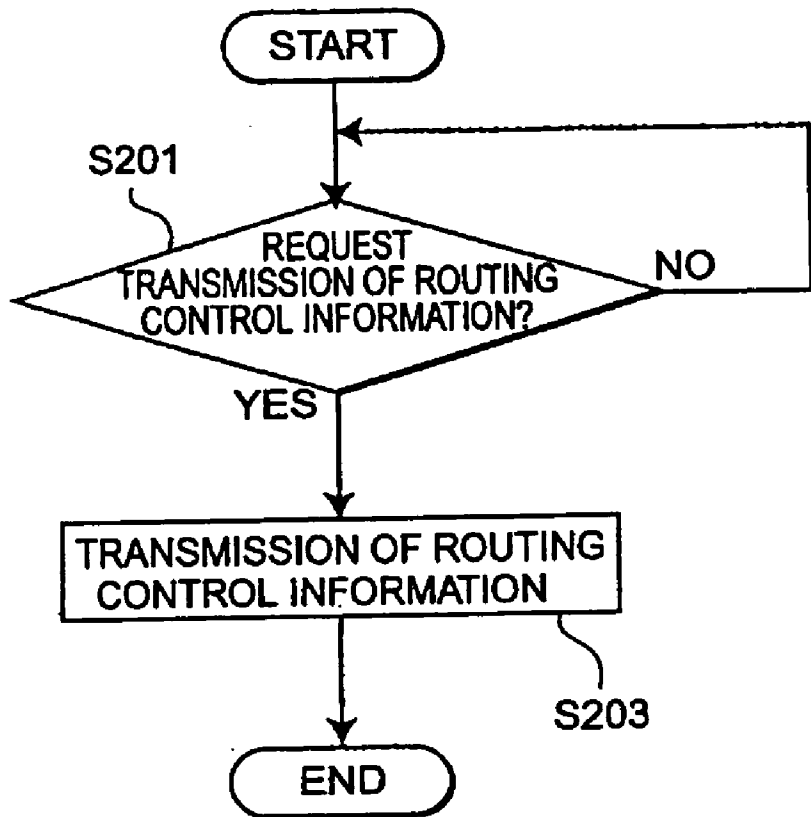 START
S201
REQUEST
TRANSMISSION OF ROUTING
CONTROL INFORMATION?
NO
YES
TRANSMISSION OF ROUTING
CONTROL INFORMATION
S203
END